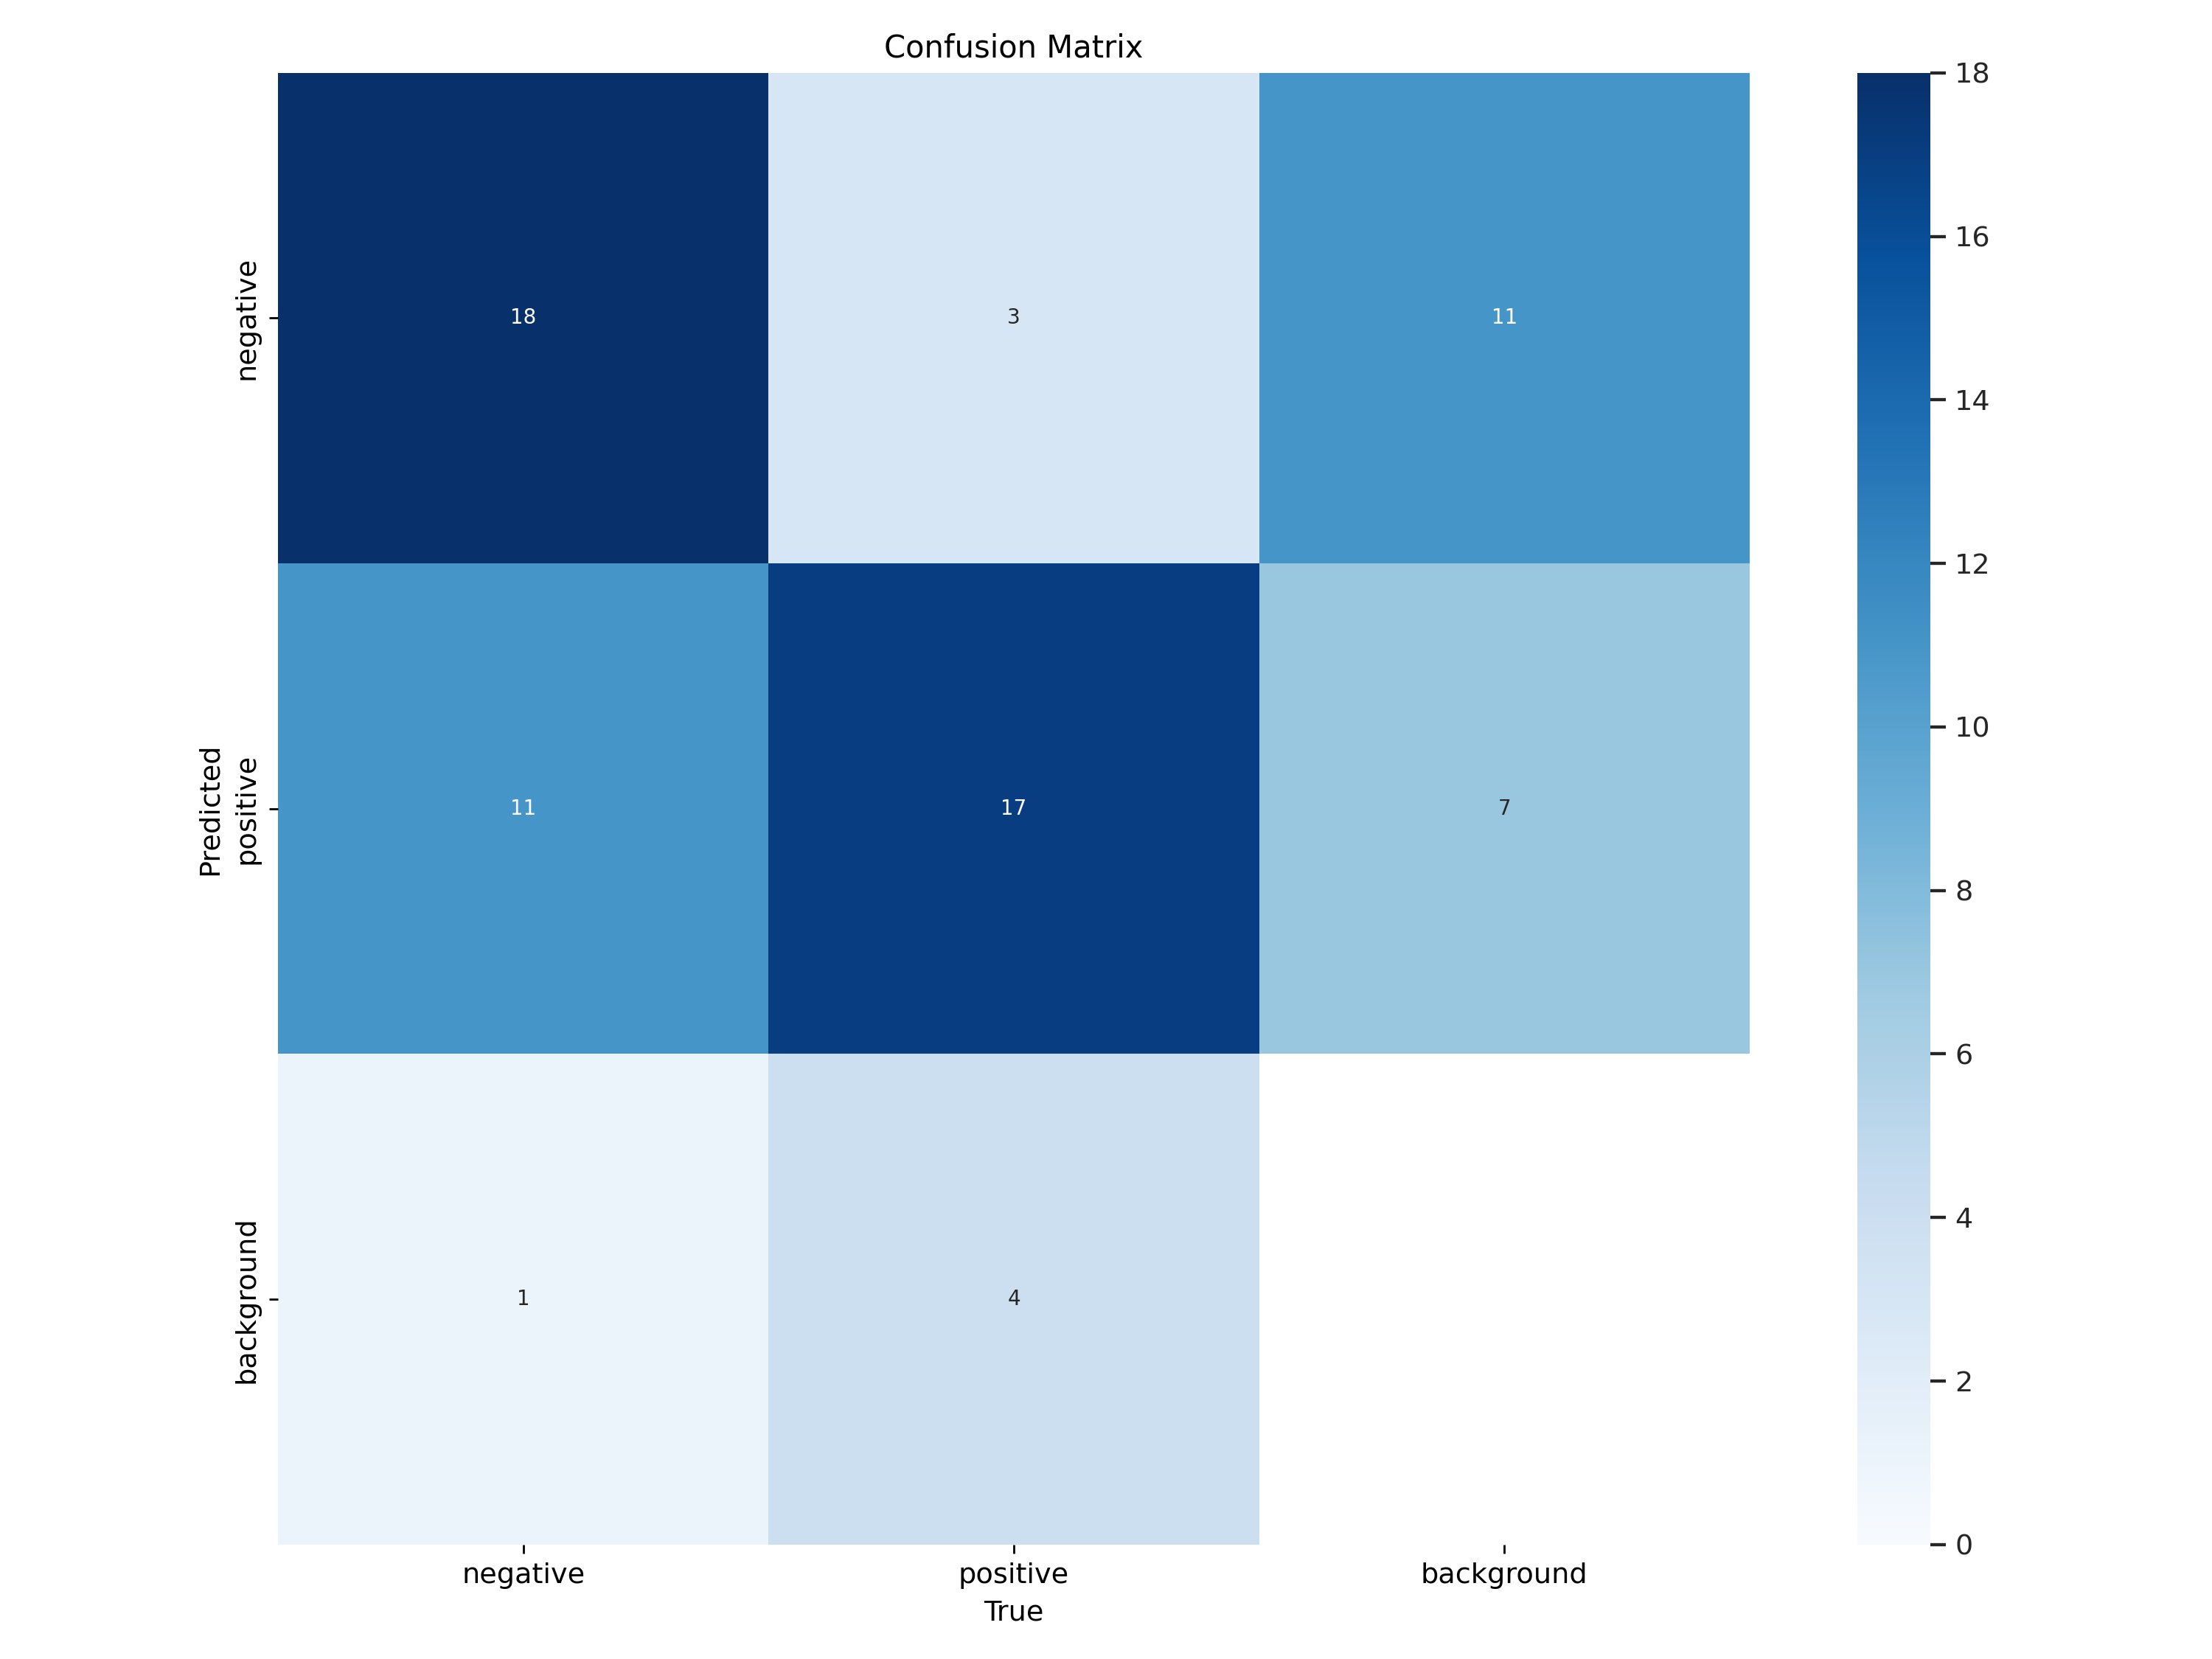 Confusion Matrix
18
16
14
12
10
8
6
4
2
0
Predicted
negative
positive
background
18 3 11
11 17 7
1 4
negative positive background
True